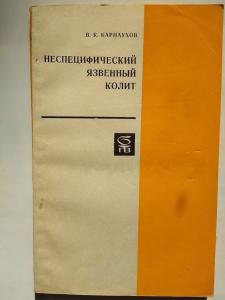 В. К. КАРНАУХОВ
НЕСПЕЦИФИЧЕСКИЙ
ЯЗВЕННЫЙ
КОЛИТ